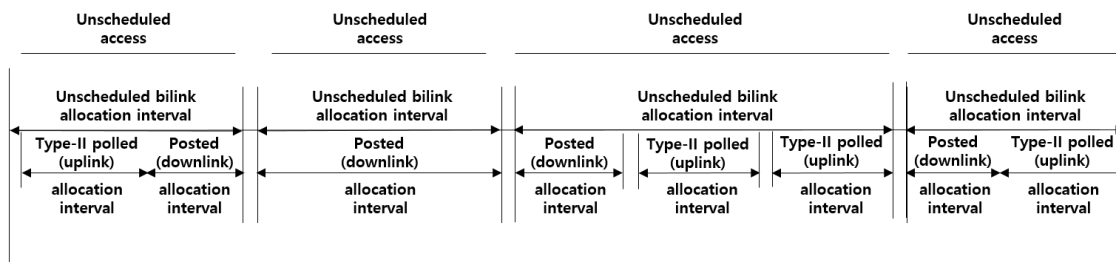 Unscheduled
access
Unscheduled
access
Unscheduled
access
Unscheduled
access
Unscheduled bilink
allocation interval
Unscheduled bilink
allocation interval
Unscheduled bilink
allocation interval
Unscheduled bilink
allocation interval
Type-II polled
(uplink)
Posted
(downlink)
Posted
(downlink)
Posted
(downlink)
Type-II polled
(uplink)
Type-II polled
(uplink)
Posted
(downlink)
Type-II polled
(uplink)
allocation
interval
allocation
interval
allocation
interval
allocation
interval
allocation
interval
allocation
interval
allocation
interval
allocation
interval